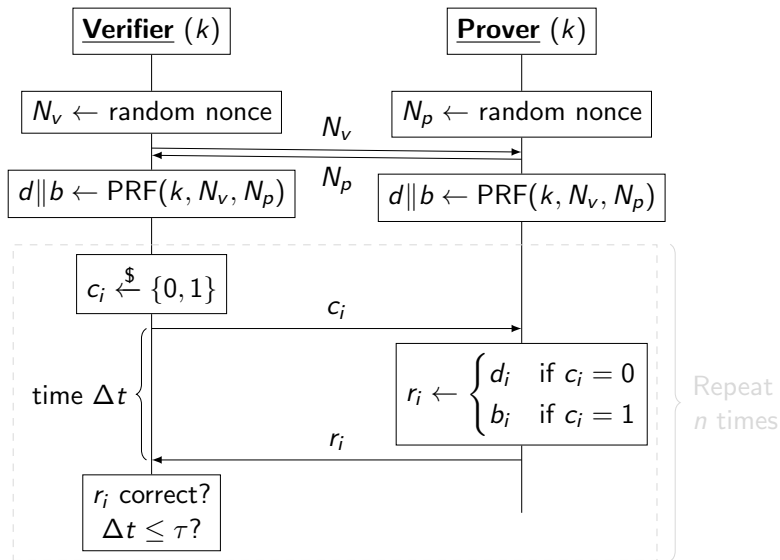 Verifier (k) Prover (k)
N_v ← random nonce N_p ← random nonce
N_v
N_p
d‖b ← PRF(k, N_v, N_p) d‖b ← PRF(k, N_v, N_p)
c_i ←$ {0, 1}
c_i
time Δt
r_i ← { d_i if c_i = 0
b_i if c_i = 1
Repeat
n times
r_i
r_i correct?
Δt ≤ τ?